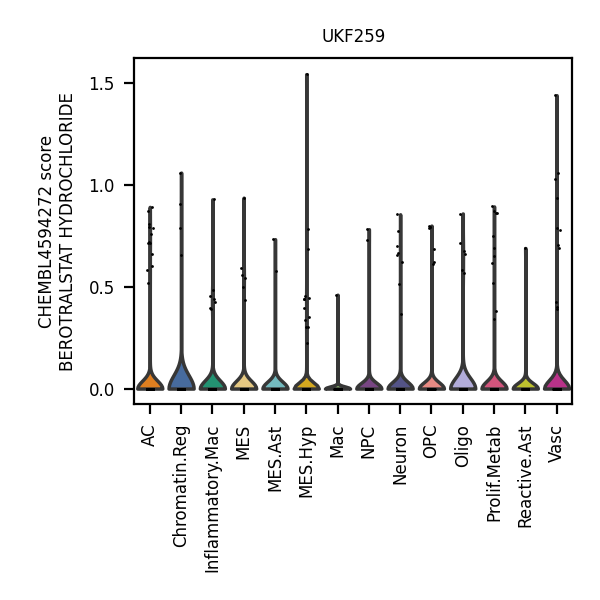 UKF259
CHEMBL4594272 score
BEROTRALSTAT HYDROCHLORIDE
1.5
1.0
0.5
0.0
AC
Chromatin.Reg
Inflammatory.Mac
MES
MES.Ast
MES.Hyp
Mac
NPC
Neuron
OPC
Oligo
Prolif.Metab
Reactive.Ast
Vasc